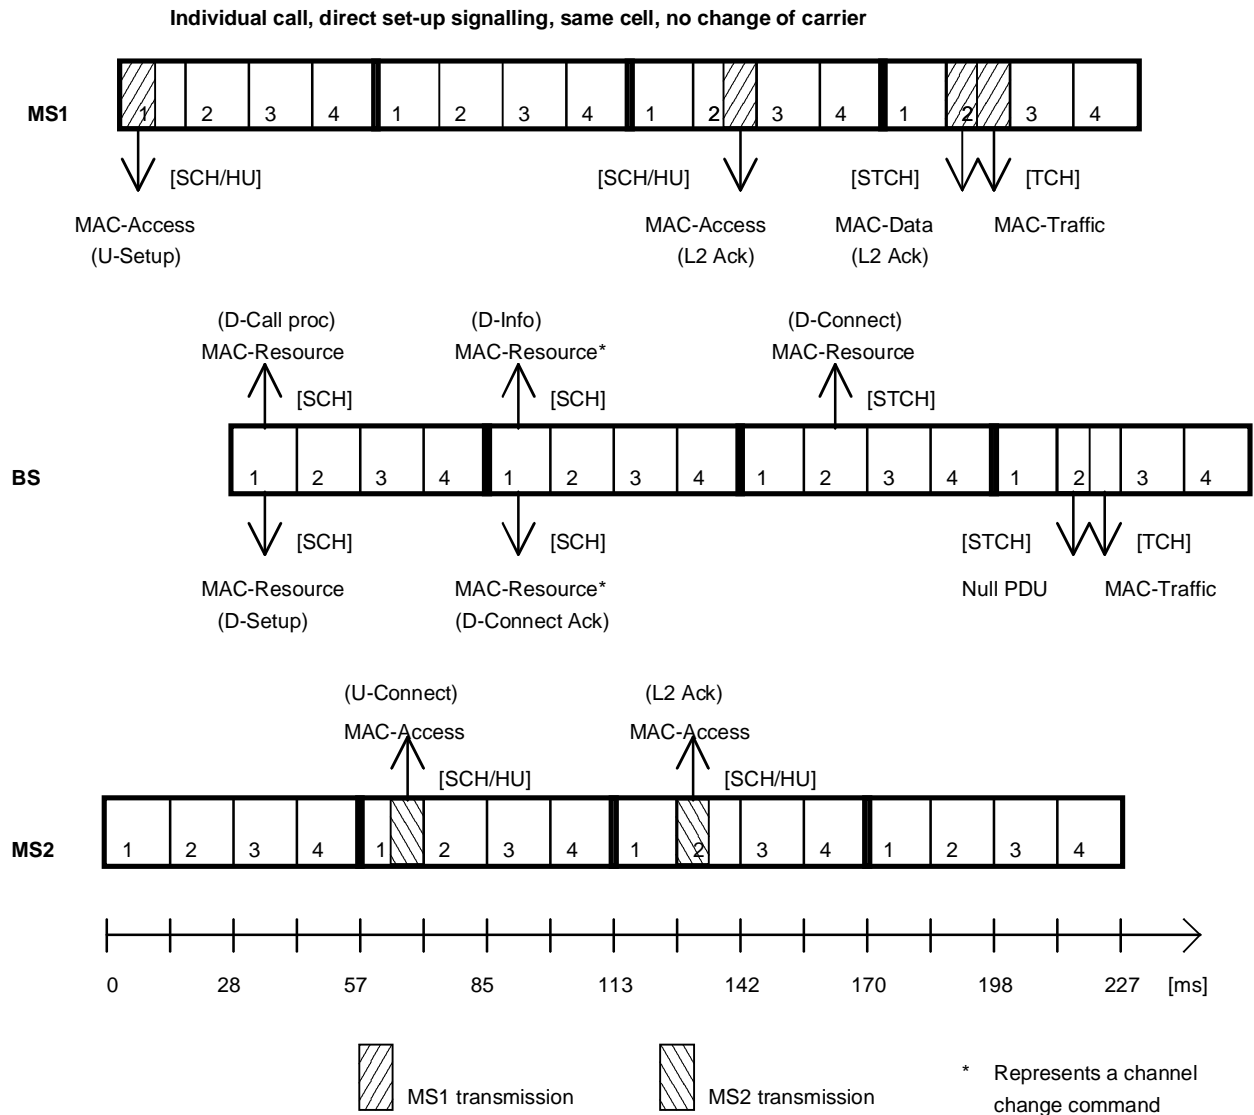 Individual call, direct set-up signalling, same cell, no change of carrier
MS1
1 2 3 4 1 2 3 4 1 2 3 4 1 2 3 4
[SCH/HU] [SCH/HU] [STCH] [TCH]
MAC-Access MAC-Access MAC-Data MAC-Traffic
(U-Setup) (L2 Ack) (L2 Ack)
(D-Call proc) (D-Info) (D-Connect)
MAC-Resource MAC-Resource* MAC-Resource
[SCH] [SCH] [STCH]
BS
1 2 3 4 1 2 3 4 1 2 3 4 1 2 3 4
[SCH] [SCH] [STCH] [TCH]
MAC-Resource MAC-Resource* Null PDU MAC-Traffic
(D-Setup) (D-Connect Ack)
(U-Connect) (L2 Ack)
MAC-Access MAC-Access
[SCH/HU] [SCH/HU]
MS2
1 2 3 4 1 2 3 4 1 2 3 4 1 2 3 4
0 28 57 85 113 142 170 198 227 [ms]
MS1 transmission MS2 transmission
* Represents a channel
change command